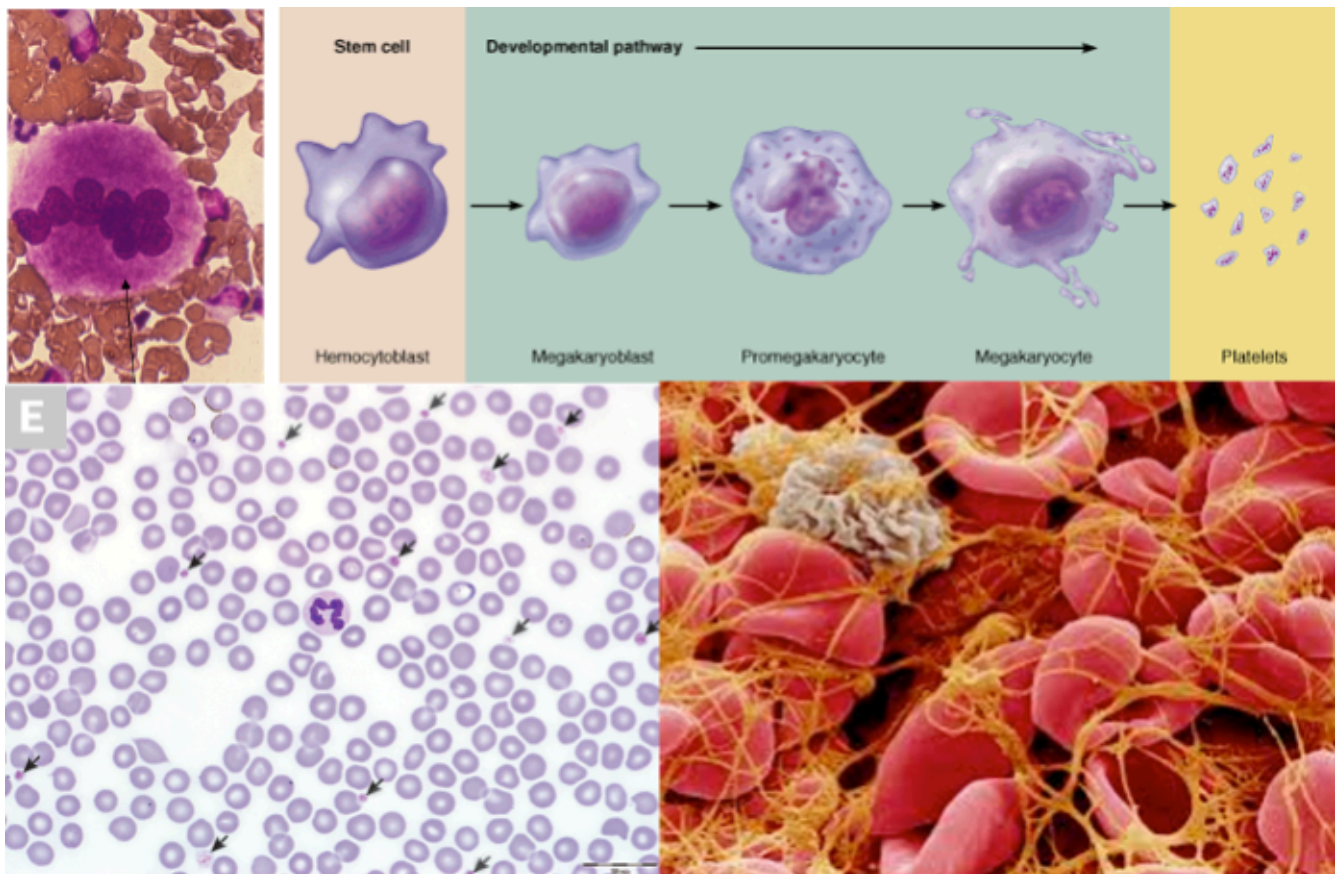 Stem cell
Developmental pathway
Hemocytoblast
Megakaryoblast
Promegakaryocyte
Megakaryocyte
Platelets
E